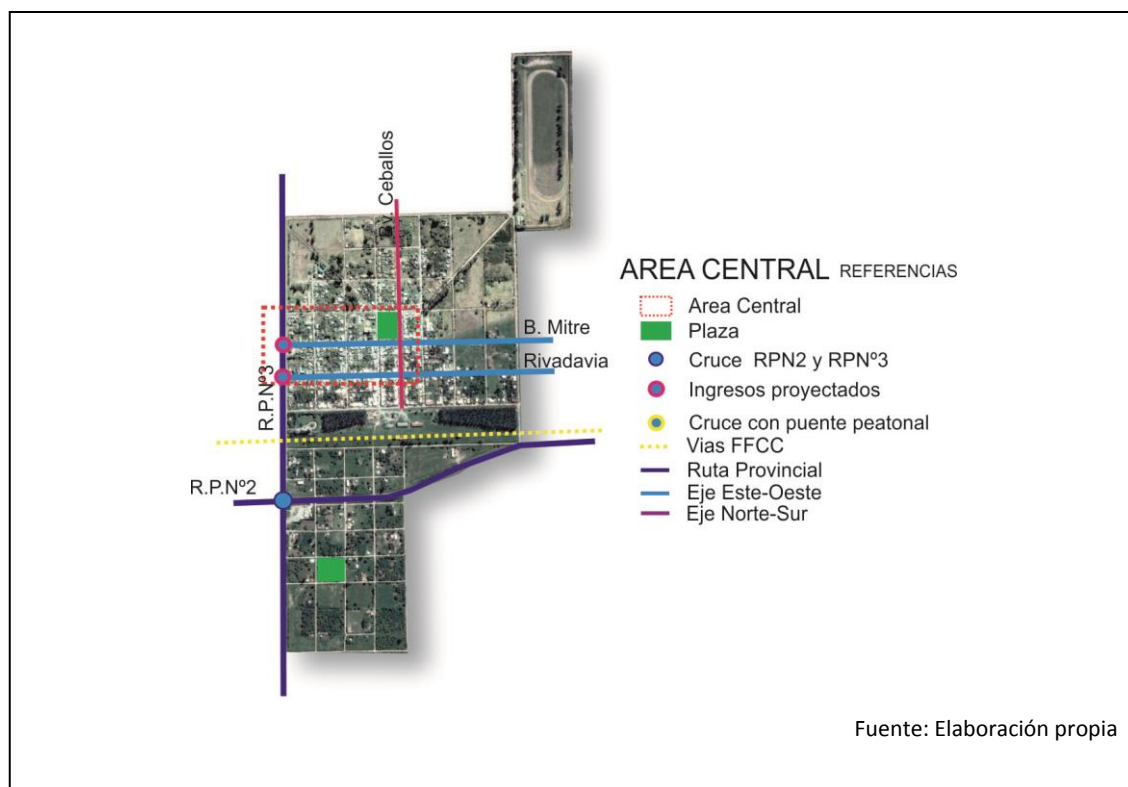 Bv. Ceballos
B. Mitre
Rivadavia
R.P.Nº3
R.P.Nº2
AREA CENTRAL REFERENCIAS
Area Central
Plaza
Cruce RPN2 y RPNº3
Ingresos proyectados
Cruce con puente peatonal
Vias FFCC
Ruta Provincial
Eje Este-Oeste
Eje Norte-Sur
Fuente: Elaboración propia